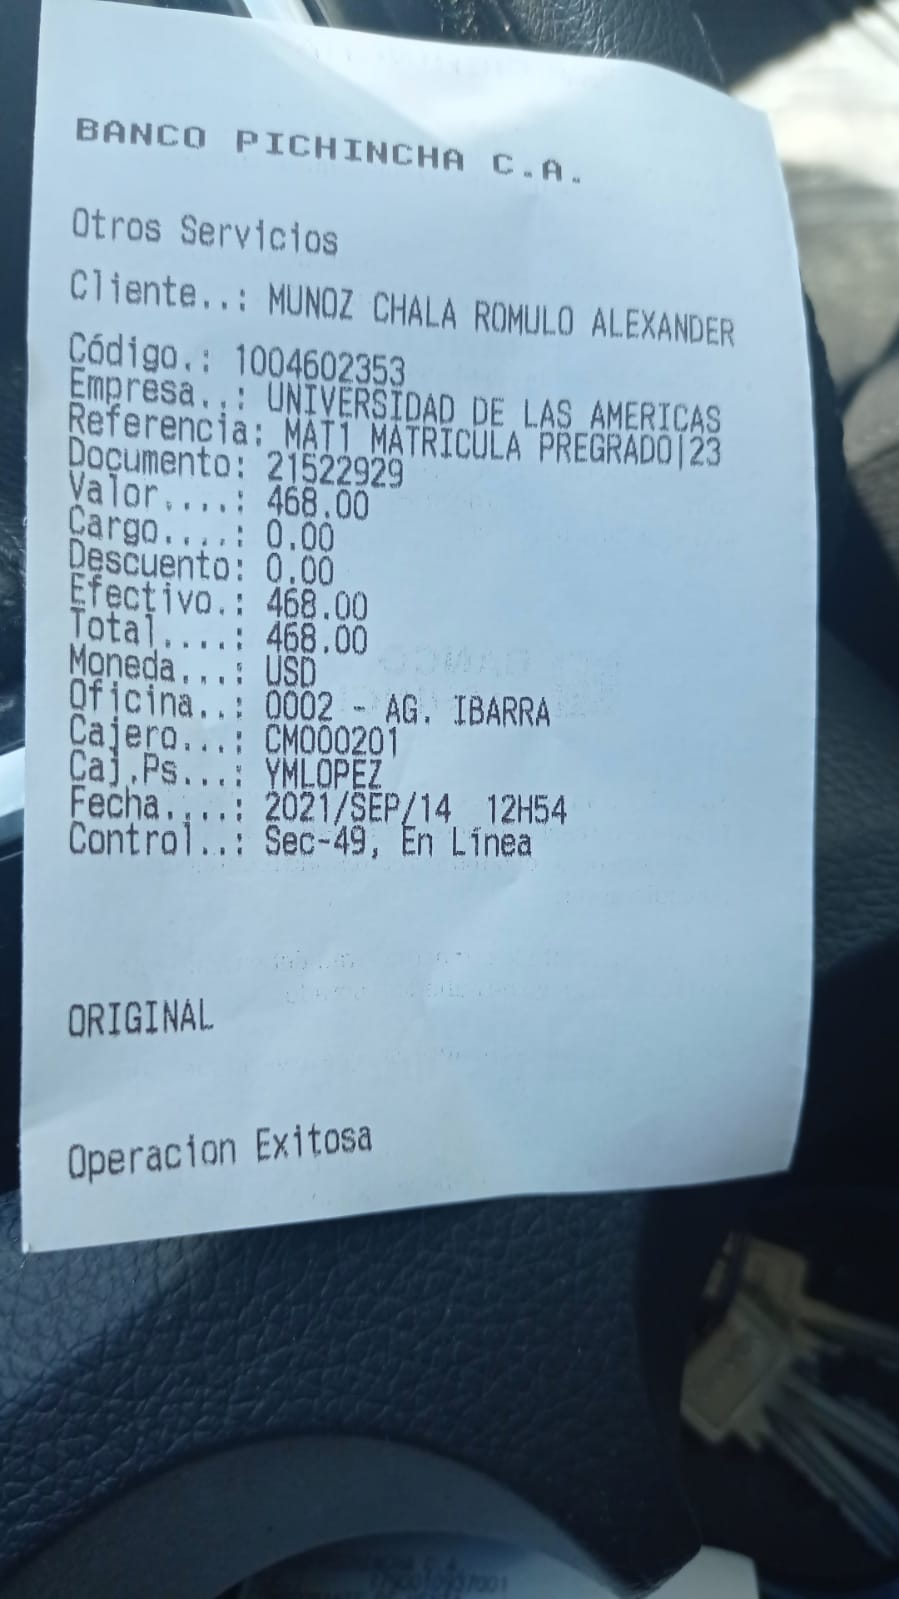 BANCO PICHINCHA C.A.
Otros Servicios
Cliente..: MUNOZ CHALA ROMULO ALEXANDER
Código.: 1004602353
Empresa..: UNIVERSIDAD DE LAS AMERICAS
Referencia: MAT1 MATRICULA PREGRADO|23
Documento: 21522929
Valor....: 468.00
Cargo....: 0.00
Descuento: 0.00
Efectivo.: 468.00
Total....: 468.00
Moneda...: USD
Oficina..: 0002 - AG. IBARRA
Cajero...: CM000201
Caj.Ps...: YMLOPEZ
Fecha....: 2021/SEP/14 12H54
Control..: Sec-49, En Línea
ORIGINAL
Operacion Exitosa